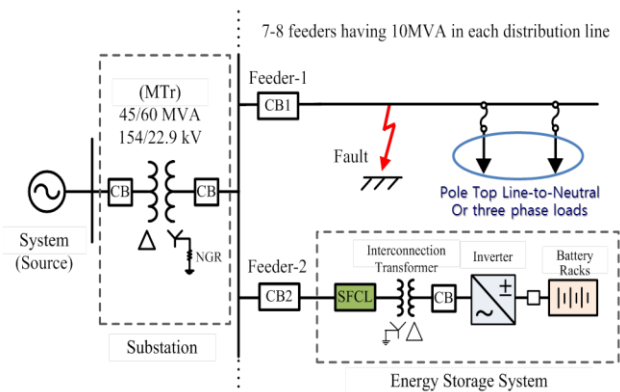 7-8 feeders having 10MVA in each distribution line
(MTr)
45/60 MVA
154/22.9 kV
Feeder-1
CB1
Fault
Pole Top Line-to-Neutral
Or three phase loads
CB
CB
System
(Source)
NGR
Substation
Feeder-2
CB2
Interconnection
Transformer
Inverter
Battery
Racks
SFCL
CB
Energy Storage System